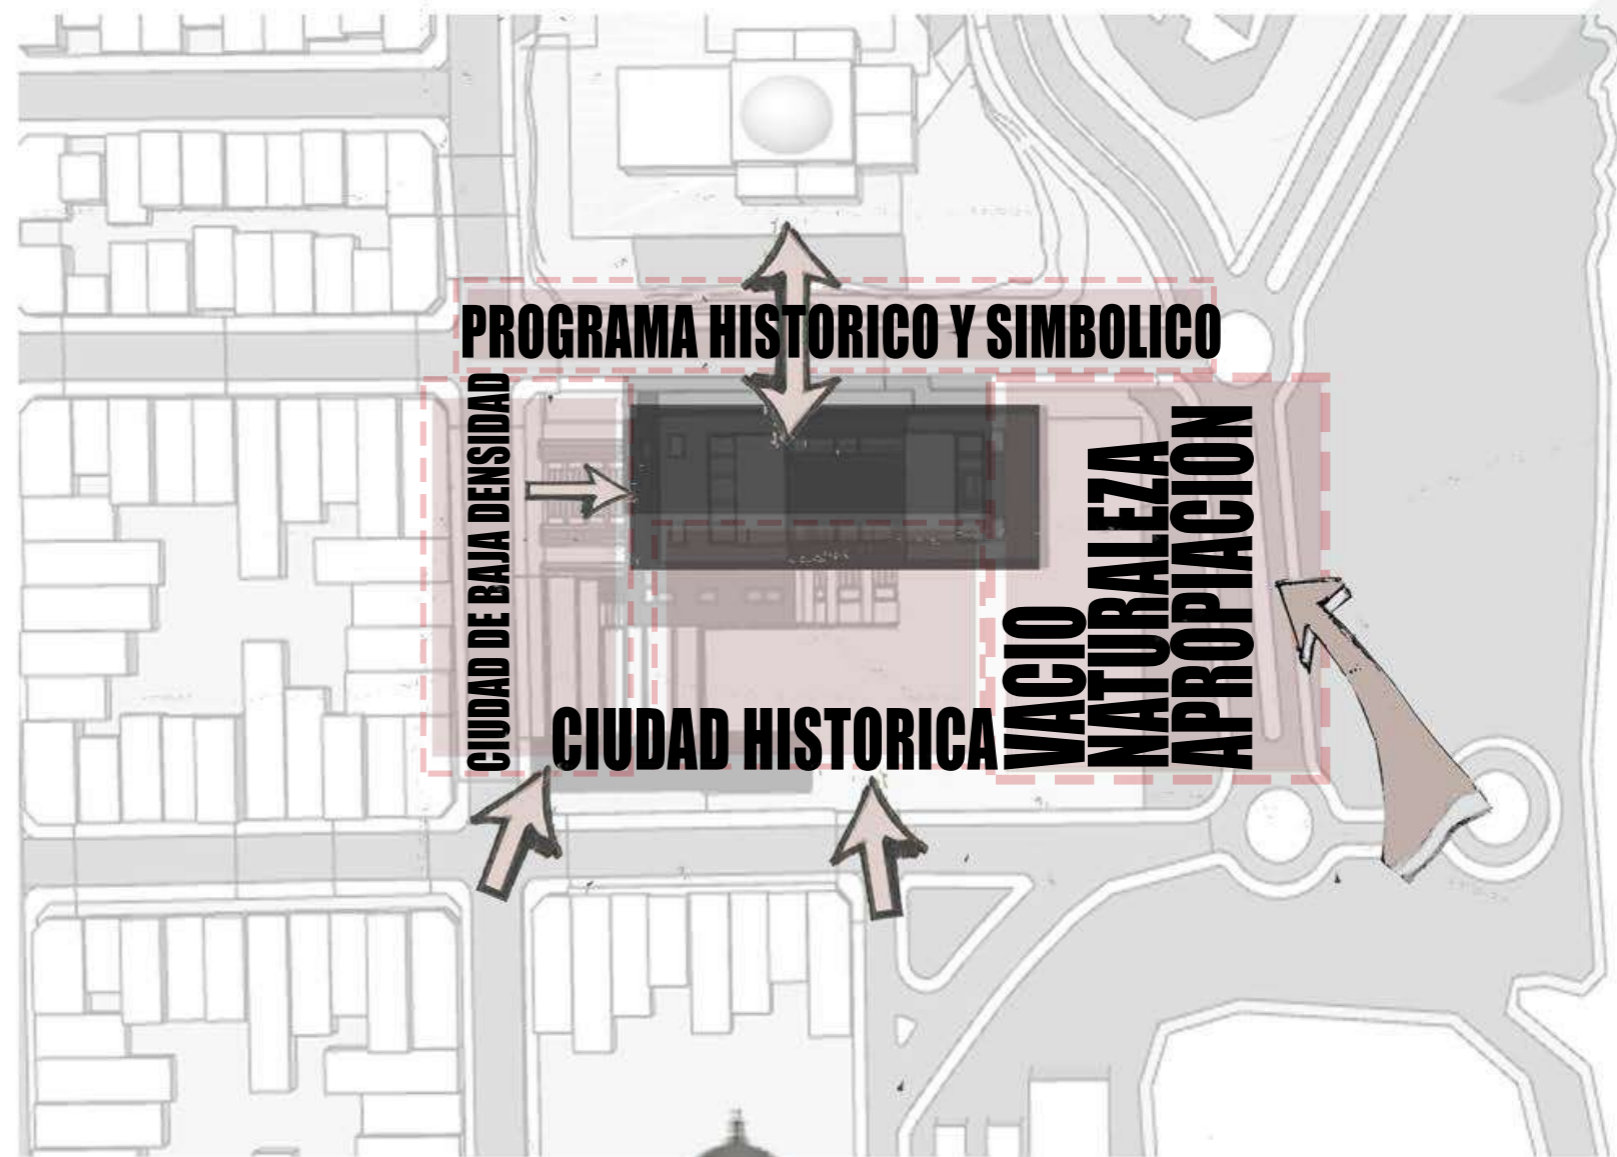 PROGRAMA HISTORICO Y SIMBOLICO
CIUDAD DE BAJA DENSIDAD
CIUDAD HISTORICA
VACIO
NATURALEZA
APROPIACION